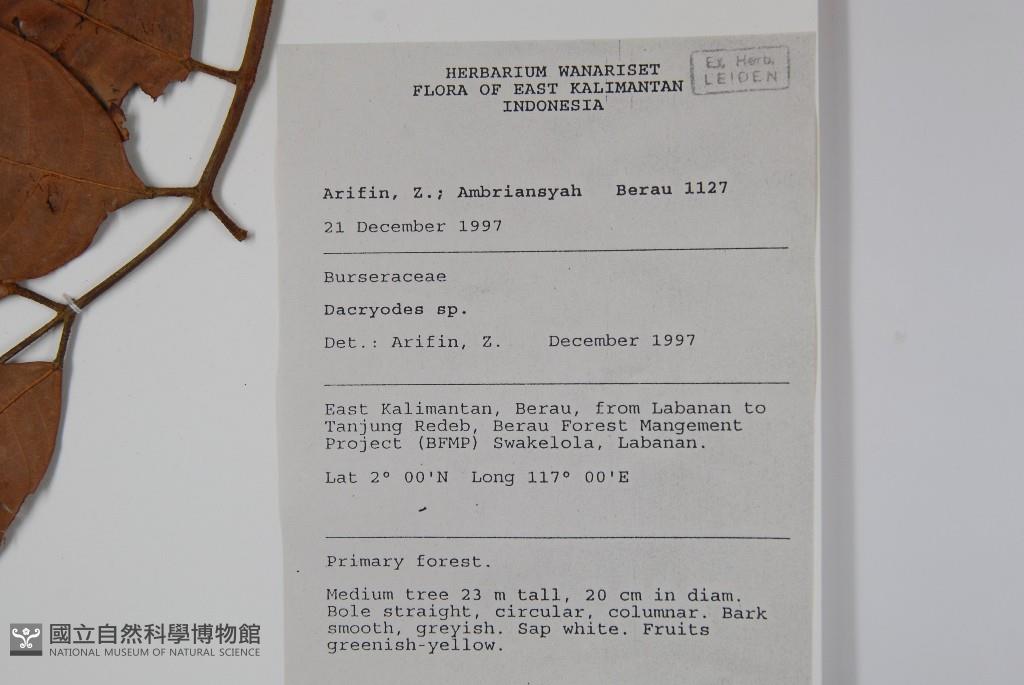 HERBARIUM WANARISET
FLORA OF EAST KALIMANTAN
INDONESIA
Ex. Herb.
LEIDEN
Arifin, Z.; Ambriansyah Berau 1127
21 December 1997
Burseraceae
Dacryodes sp.
Det.: Arifin, Z. December 1997
East Kalimantan, Berau, from Labanan to
Tanjung Redeb, Berau Forest Mangement
Project (BFMP) Swakelola, Labanan.
Lat 2° 00'N Long 117° 00'E
Primary forest.
Medium tree 23 m tall, 20 cm in diam.
Bole straight, circular, columnar. Bark
smooth, greyish. Sap white. Fruits
greenish-yellow.
國立自然科學博物館
NATIONAL MUSEUM OF NATURAL SCIENCE